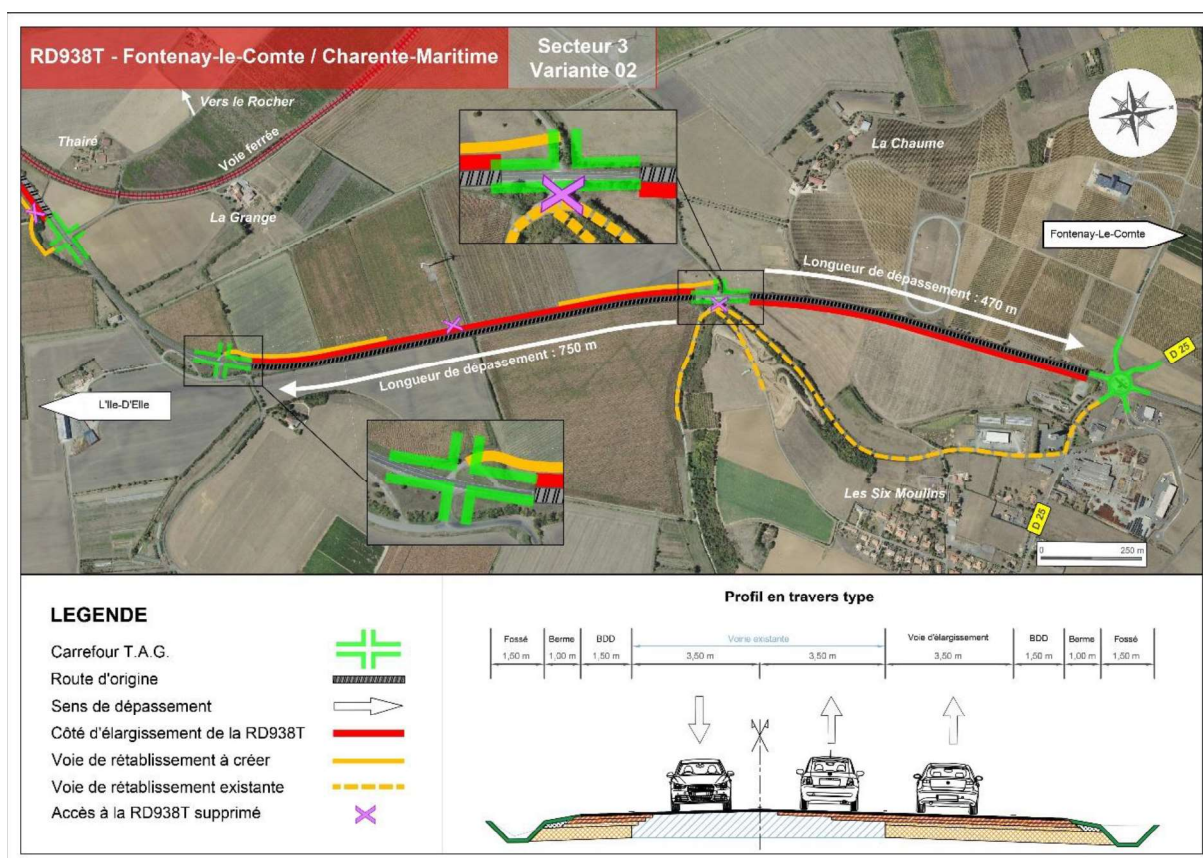 RD938T - Fontenay-le-Comte / Charente-Maritime
Secteur 3
Variante 02
Vers le Rocher
Thairé
Voie ferrée
La Grange
La Chaume
Fontenay-Le-Comte
Longueur de dépassement : 470 m
Longueur de dépassement : 750 m
D 25
L'Ile-D'Elle
Les Six Moulins
D 25
0 250 m
LEGENDE
Carrefour T.A.G.
Route d'origine
Sens de dépassement
Côté d'élargissement de la RD938T
Voie de rétablissement à créer
Voie de rétablissement existante
Accès à la RD938T supprimé
Profil en travers type
Fossé Berme BDD Voirie existante Voie d'élargissement BDD Berme Fossé
1,50 m 1,00 m 1,50 m 3,50 m 3,50 m 3,50 m 1,50 m 1,00 m 1,50 m